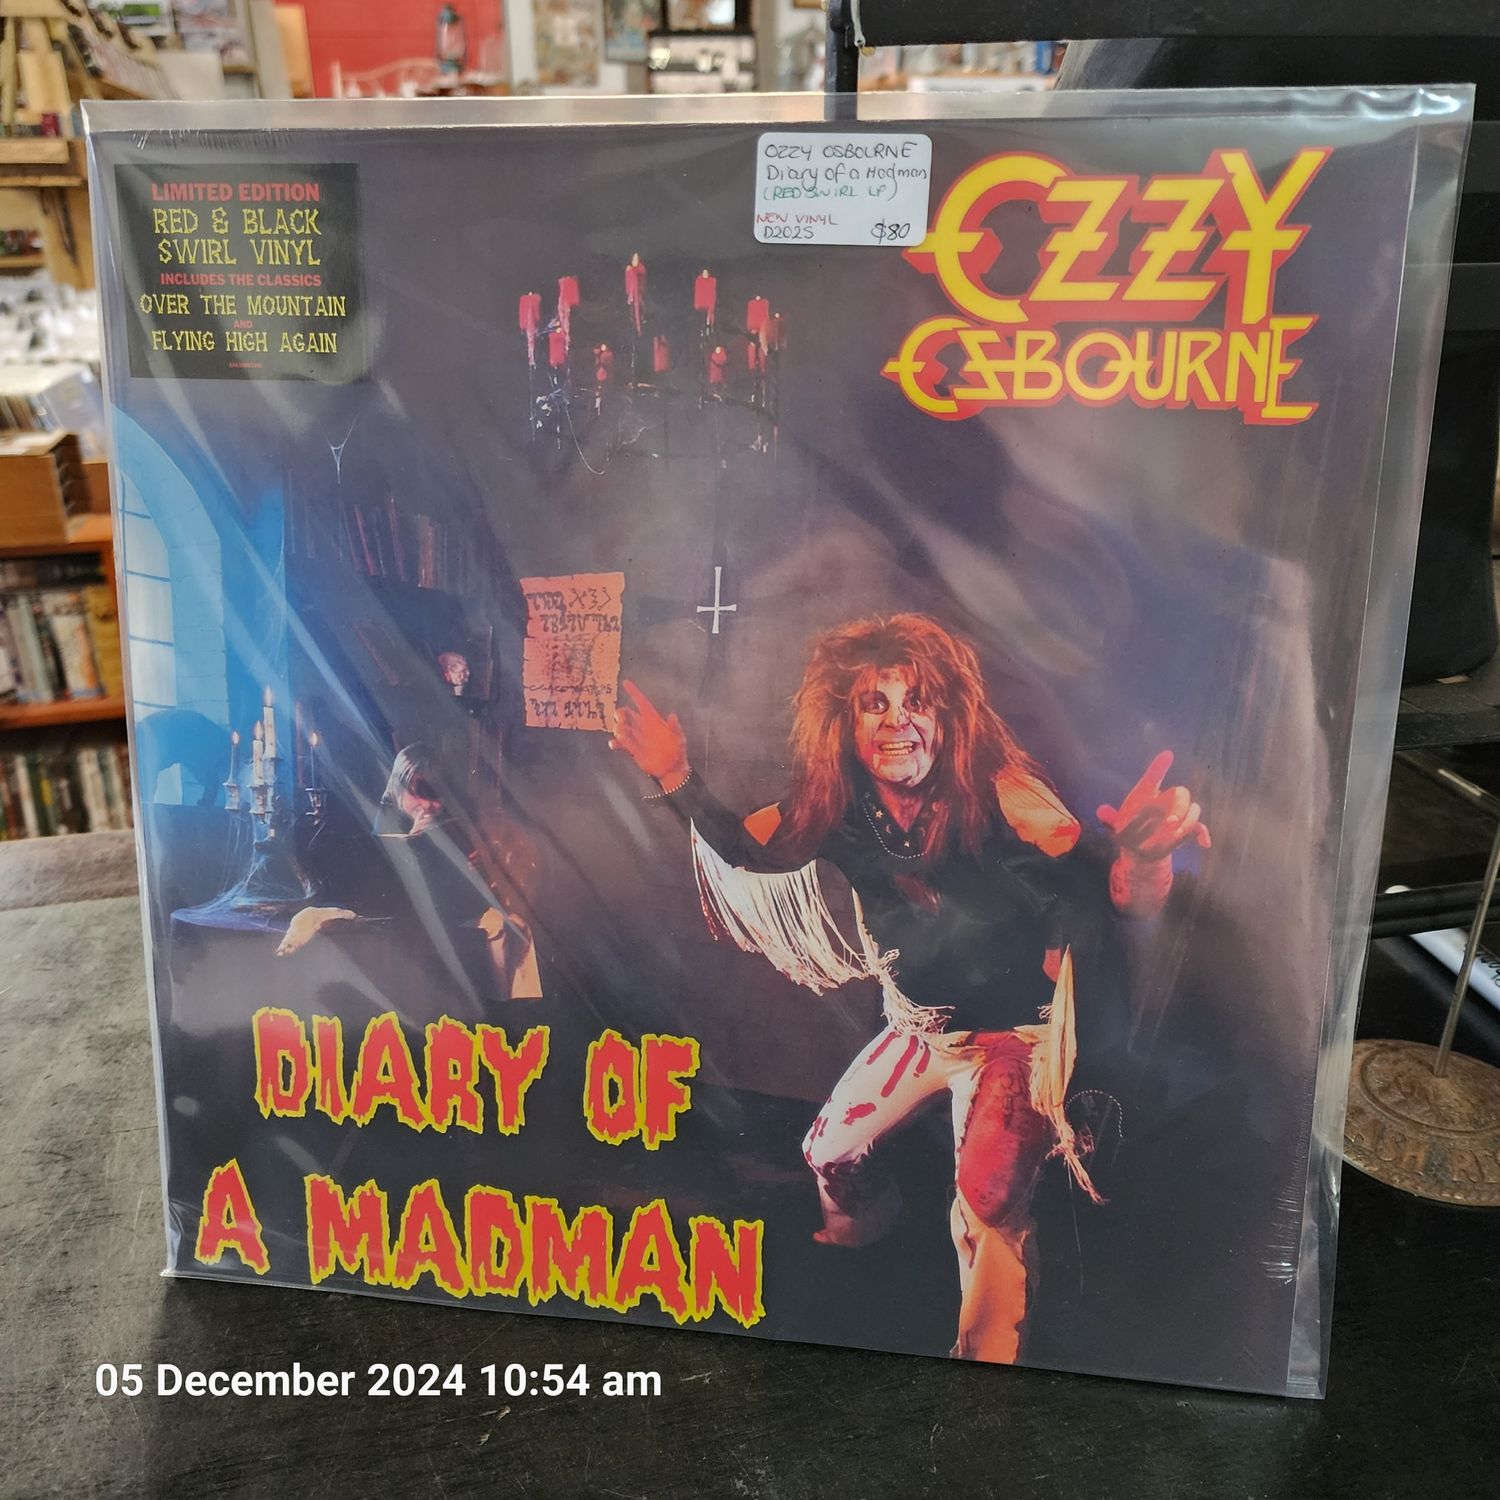 LIMITED EDITION
RED & BLACK
SWIRL VINYL
INCLUDES THE CLASSICS
OVER THE MOUNTAIN
AND
FLYING HIGH AGAIN
OZZY OSBOURNE
Diary of a Madman
(RED SWIRL LP)
NEW VINYL
D2025 $80
OZZY
OSBOURNE
DIARY OF
A MADMAN
05 December 2024 10:54 am